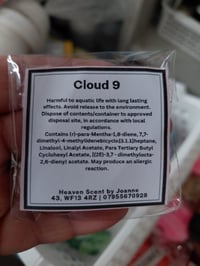 Cloud 9
Harmful to aquatic life with long lasting
effects. Avoid release to the environment.
Dispose of contents/container to approved
disposal site, in accordance with local
regulations.
Contains (r)-para-Mentha-1,8-diene, 7,7-
dimethyl-4-methylidenebicyclo[3.1.1]heptane,
Linalool, Linalyl Acetate, Para Tertiary Butyl
Cyclohexyl Acetate, [(2E)-3,7 - dimethylocta-
2,6-dienyl] acetate. May produce an allergic
reaction.
Heaven Scent by Joanne
43, WF13 4RZ | 07955670928